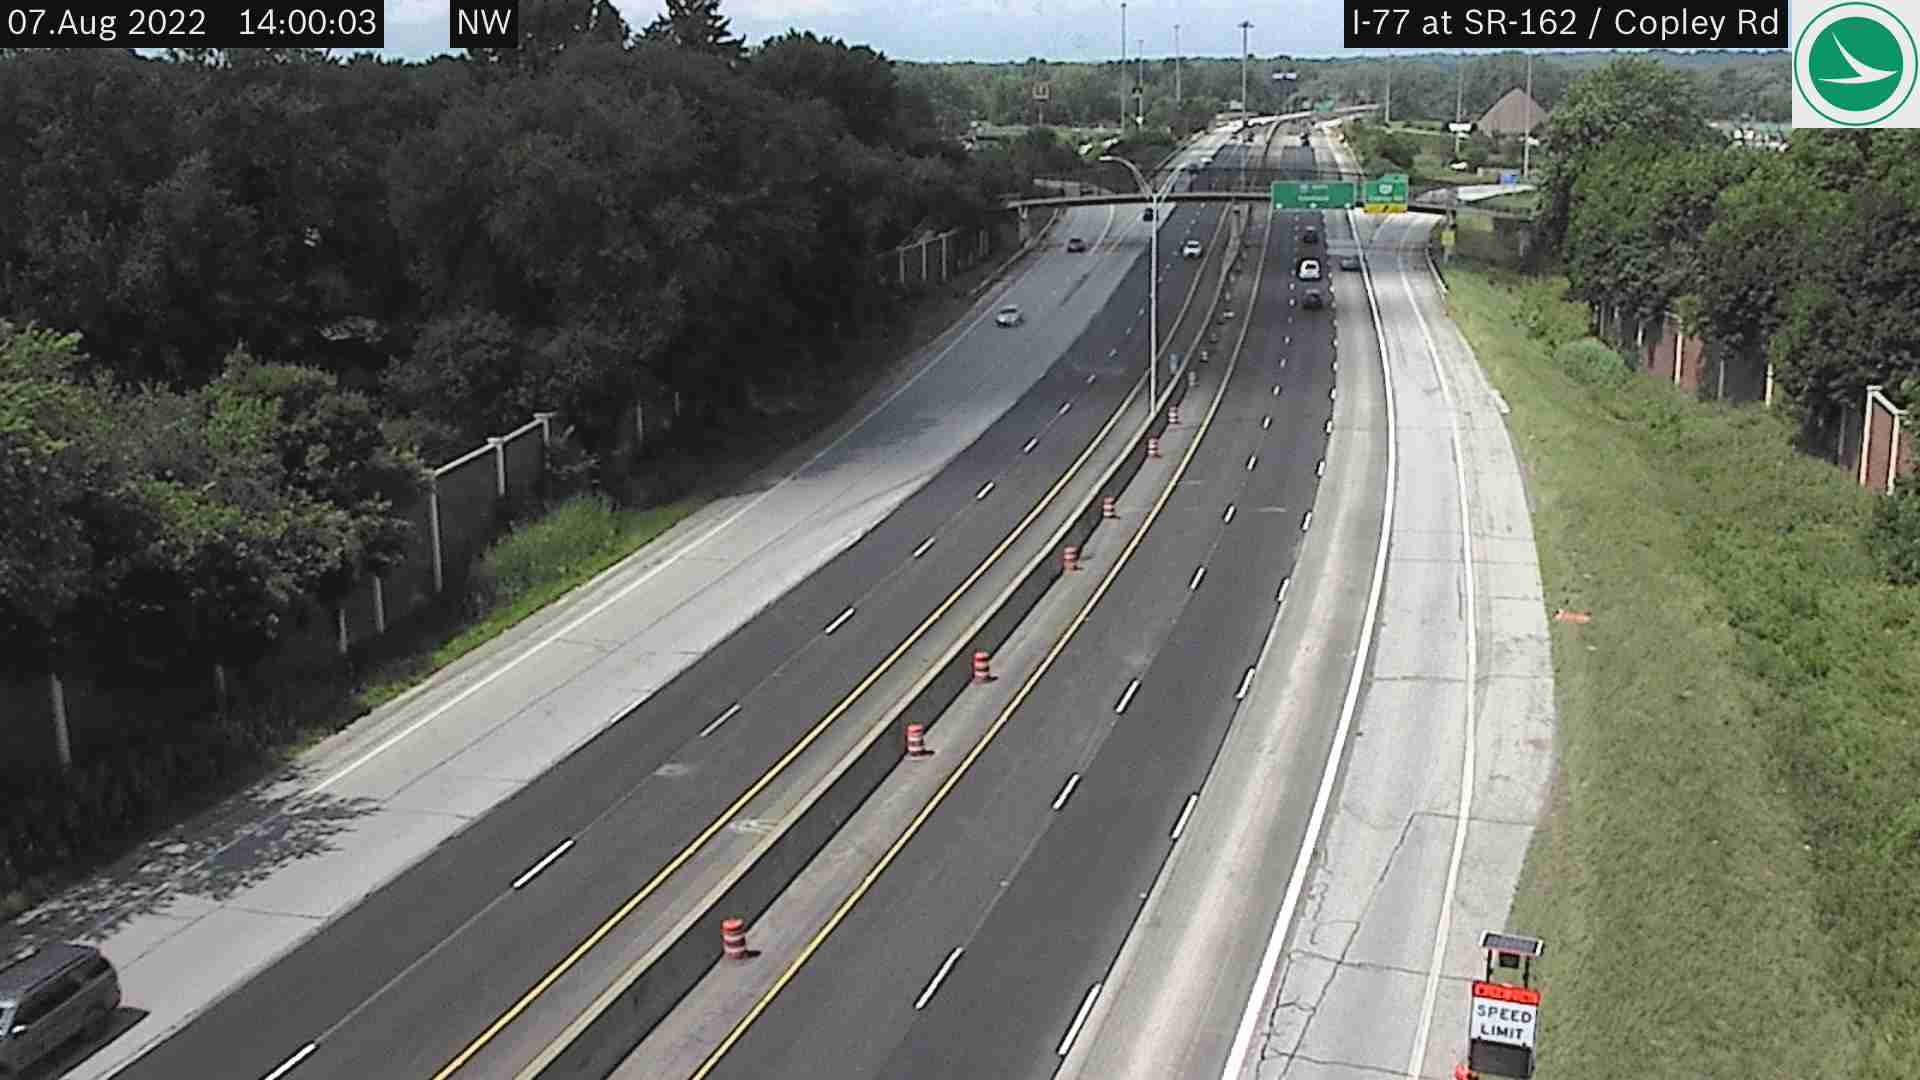 07.Aug 2022 14:00:03
NW
I-77 at SR-162 / Copley Rd
SPEED
LIMIT